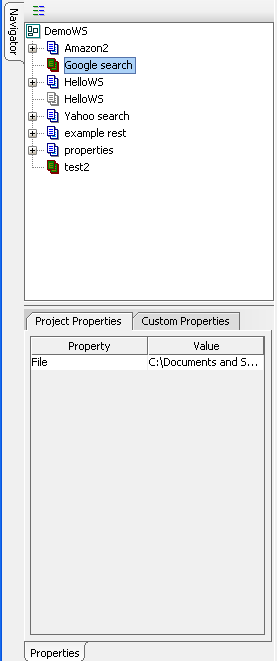 Navigator
DemoWS
Amazon2
Google search
HelloWS
HelloWS
Yahoo search
example rest
properties
test2
Project Properties Custom Properties
Property Value
File C:\Documents and S...
Properties